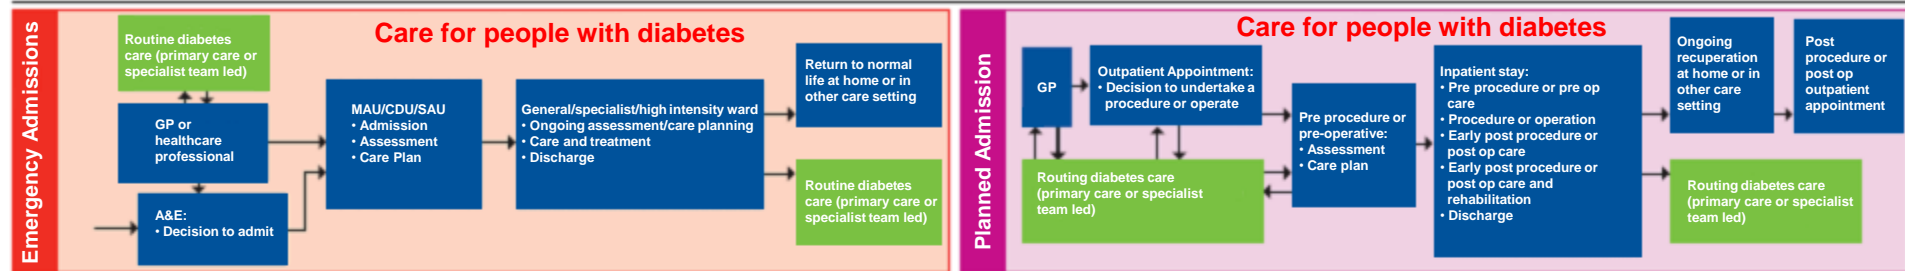 Emergency Admissions
Care for people with diabetes
Routine diabetes
care (primary care or
specialist team led)
GP or
healthcare
professional
A&E:
• Decision to admit
MAU/CDU/SAU
• Admission
• Assessment
• Care Plan
General/specialist/high intensity ward
• Ongoing assessment/care planning
• Care and treatment
• Discharge
Return to normal
life at home or in
other care setting
Routine diabetes
care (primary care or
specialist team led)
Planned Admission
Care for people with diabetes
GP
Outpatient Appointment:
• Decision to undertake a
procedure or operate
Routing diabetes care
(primary care or specialist
team led)
Pre procedure or
pre-operative:
• Assessment
• Care plan
Inpatient stay:
• Pre procedure or pre op
care
• Procedure or operation
• Early post procedure or
post op care
• Early post procedure or
post op care and
rehabilitation
• Discharge
Ongoing
recuperation
at home or in
other care
setting
Post
procedure or
post op
outpatient
appointment
Routing diabetes care
(primary care or specialist
team led)